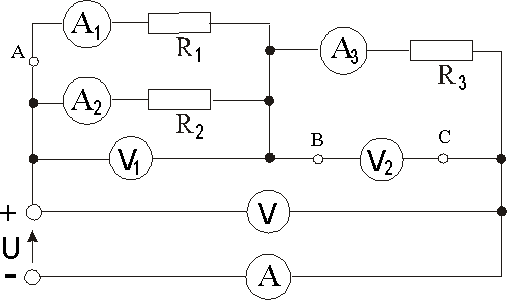 A₁
R₁
A
A₃
R₃
A₂
R₂
B
C
V₁
V₂
+
V
U
-
A